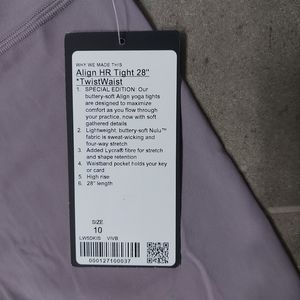 WHY WE MADE THIS
Align HR Tight 28"
*TwistWaist
1. SPECIAL EDITION: Our
buttery-soft Align yoga tights
are designed to maximize
comfort as you flow through
your practice, now with soft
gathered details
2. Lightweight, buttery-soft Nulu™
fabric is sweat-wicking and
four-way stretch
3. Added Lycra® fibre for stretch
and shape retention
4. Waistband pocket holds your
key or card
5. High rise
6. 28" length
SIZE
10
LW5DKIS VIVB
000127100037